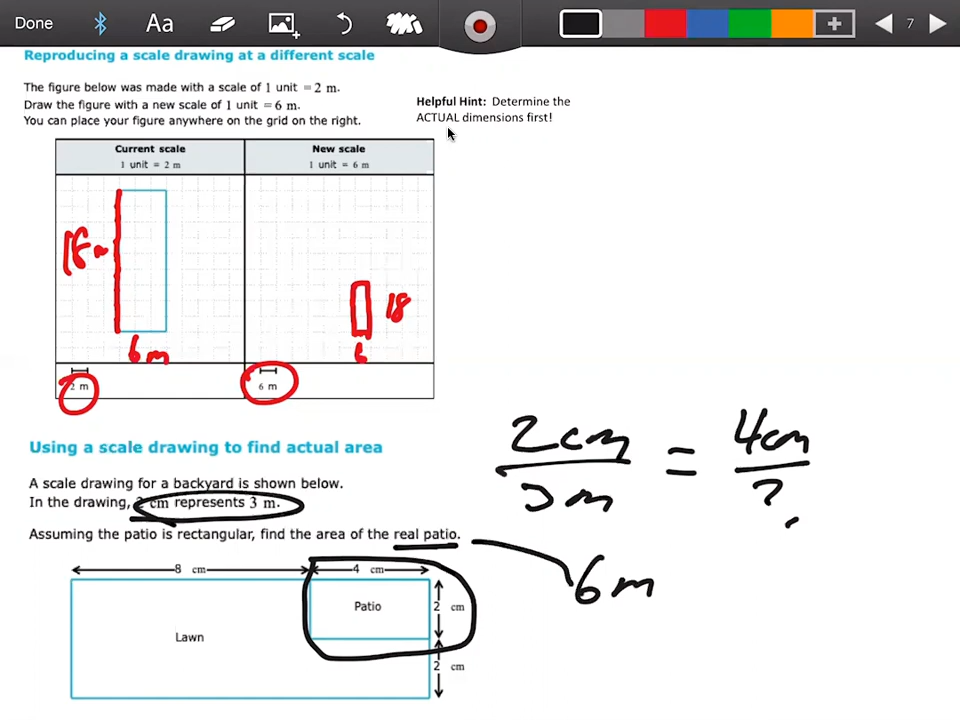 Done Aa 7
Reproducing a scale drawing at a different scale
The figure below was made with a scale of 1 unit = 2 m.
Draw the figure with a new scale of 1 unit = 6 m.
You can place your figure anywhere on the grid on the right.
Helpful Hint: Determine the
ACTUAL dimensions first!
Current scale
1 unit = 2 m
New scale
1 unit = 6 m
18 m
6 m
18
6
2 m
6 m
Using a scale drawing to find actual area
A scale drawing for a backyard is shown below.
In the drawing, 2 cm represents 3 m.
Assuming the patio is rectangular, find the area of the real patio.
8 cm
4 cm
Patio
2 cm
Lawn
2 cm
2cm = 4cm
3m ?
6m